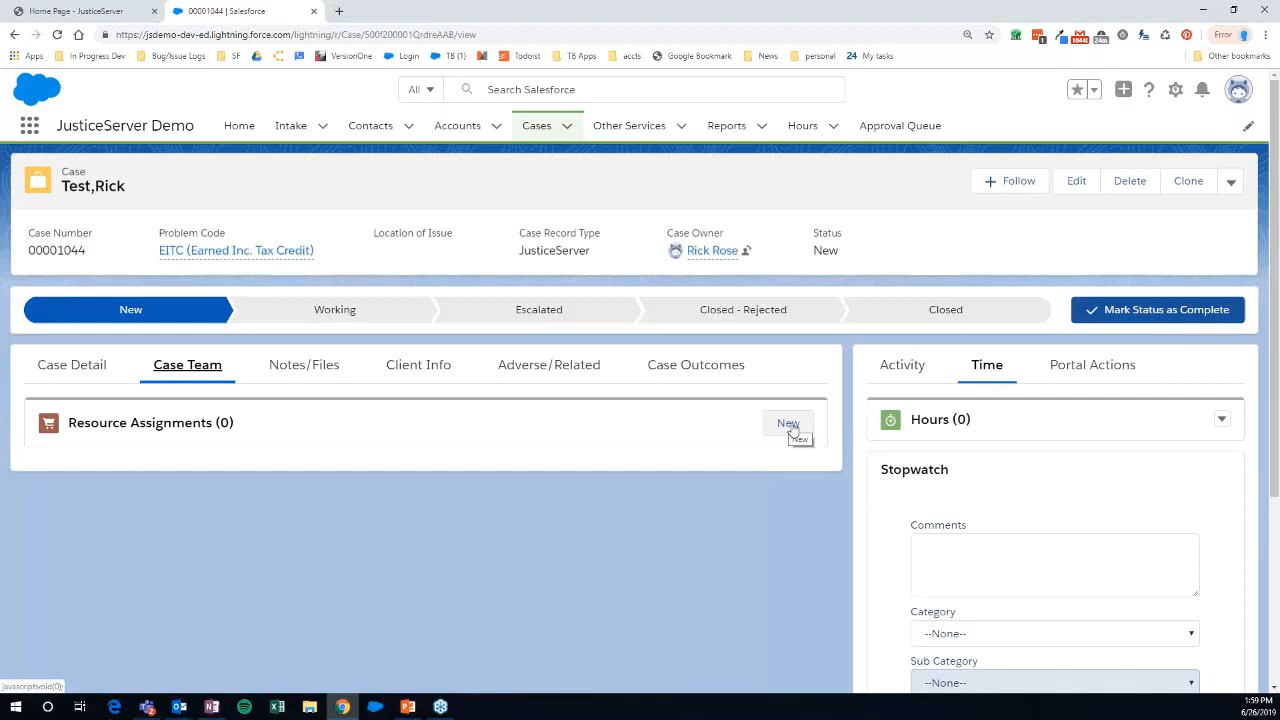 Home Page - JusticeServer
00001044 | Salesforce
https://jsdemo-dev-ed.lightning.force.com/lightning/r/Case/500f200001QrdreAAB/view
Error
Apps
In Progress Dev
Bug/Issue Logs
SF
accts
VersionOne
Login
TB (1)
Todoist
TB Apps
accts
Google Bookmark
News
personal
24 My tasks
Other bookmarks
All
Search Salesforce
JusticeServer Demo
Home
Intake
Contacts
Accounts
Cases
Other Services
Reports
Hours
Approval Queue
Case
Test,Rick
Follow
Edit
Delete
Clone
Case Number
Problem Code
Location of Issue
Case Record Type
Case Owner
Status
00001044
EITC (Earned Inc. Tax Credit)
JusticeServer
Rick Rose
New
New
Working
Escalated
Closed - Rejected
Closed
Mark Status as Complete
Case Detail
Case Team
Notes/Files
Client Info
Adverse/Related
Case Outcomes
Activity
Time
Portal Actions
Resource Assignments (0)
New
New
Hours (0)
Stopwatch
Comments
Category
--None--
Sub Category
--None--
javascript:void(0);
1:59 PM
6/26/2019